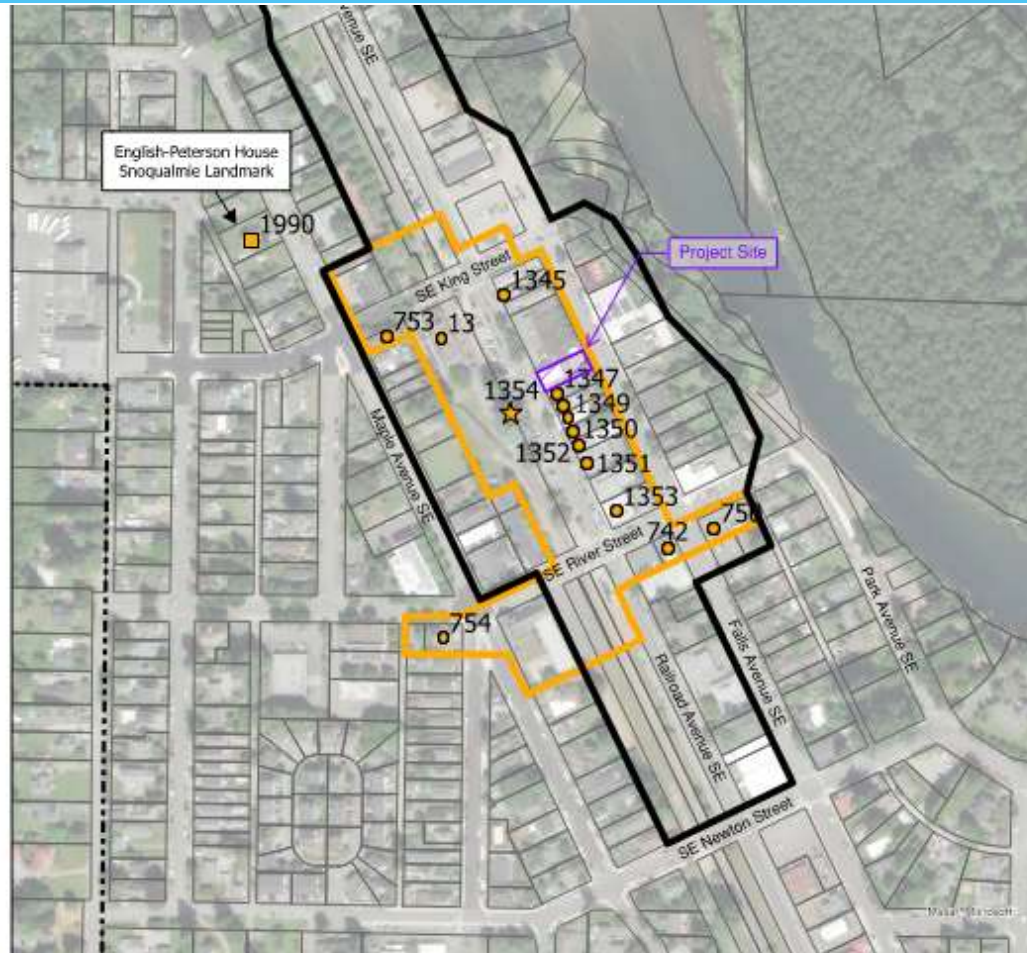 Avenue SE
English-Peterson House
Snoqualmie Landmark
1990
Project Site
SE King Street
1345
753
13
1347
1354
1349
1350
1352
1351
Maple Avenue SE
1353
SE River Street
742
754
Park Avenue SE
Falls Avenue SE
Railroad Avenue SE
SE Newton Street
Microsoft